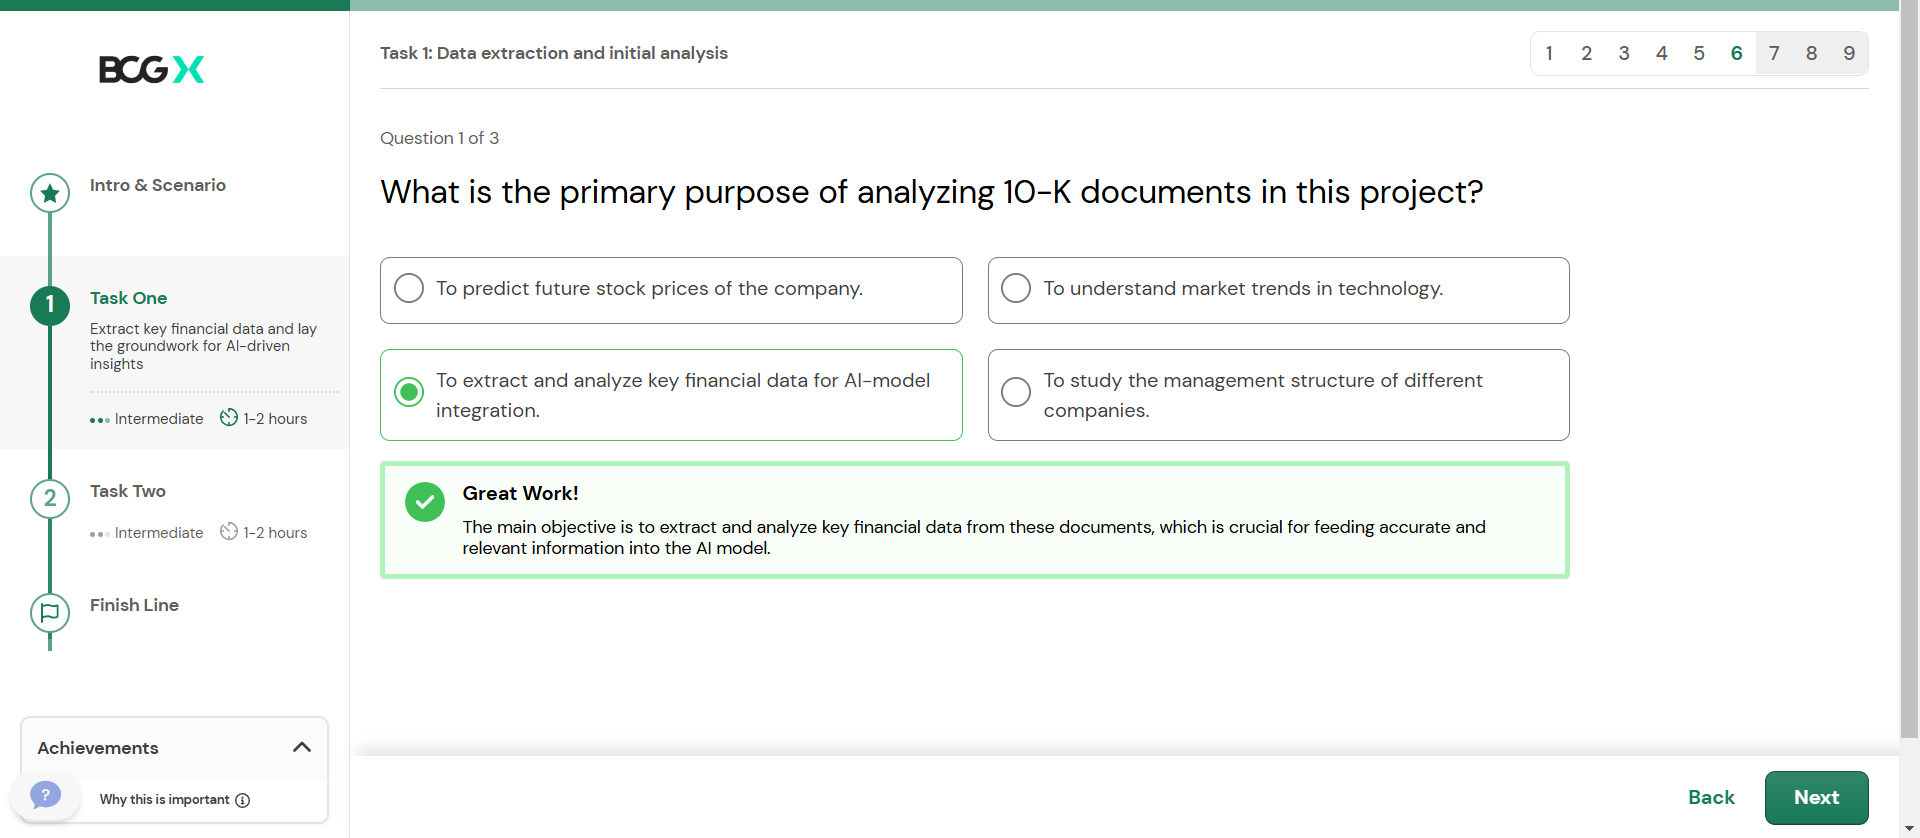 BCG X
Intro & Scenario
1
Task One
Extract key financial data and lay
the groundwork for AI-driven
insights
Intermediate 1-2 hours
2
Task Two
Intermediate 1-2 hours
Finish Line
Achievements
?
Why this is important
Task 1: Data extraction and initial analysis
1 2 3 4 5 6 7 8 9
Question 1 of 3
What is the primary purpose of analyzing 10-K documents in this project?
To predict future stock prices of the company.
To understand market trends in technology.
To extract and analyze key financial data for AI-model
integration.
To study the management structure of different
companies.
Great Work!
The main objective is to extract and analyze key financial data from these documents, which is crucial for feeding accurate and
relevant information into the AI model.
Back
Next